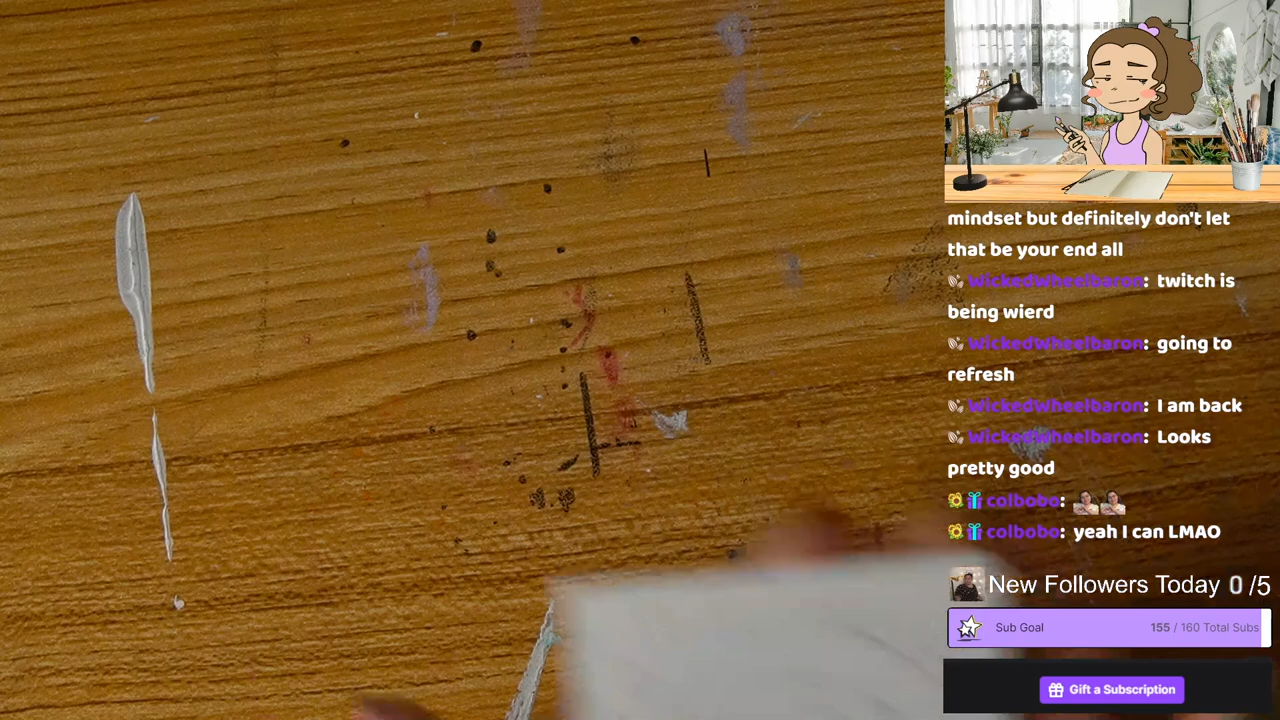 mindset but definitely don't let
that be your end all
WickedWheelbaron: twitch is
being wierd
WickedWheelbaron: going to
refresh
WickedWheelbaron: I am back
WickedWheelbaron: Looks
pretty good
colbobo:
colbobo: yeah I can LMAO
New Followers Today 0 /5
Sub Goal 155 / 160 Total Subs
Gift a Subscription